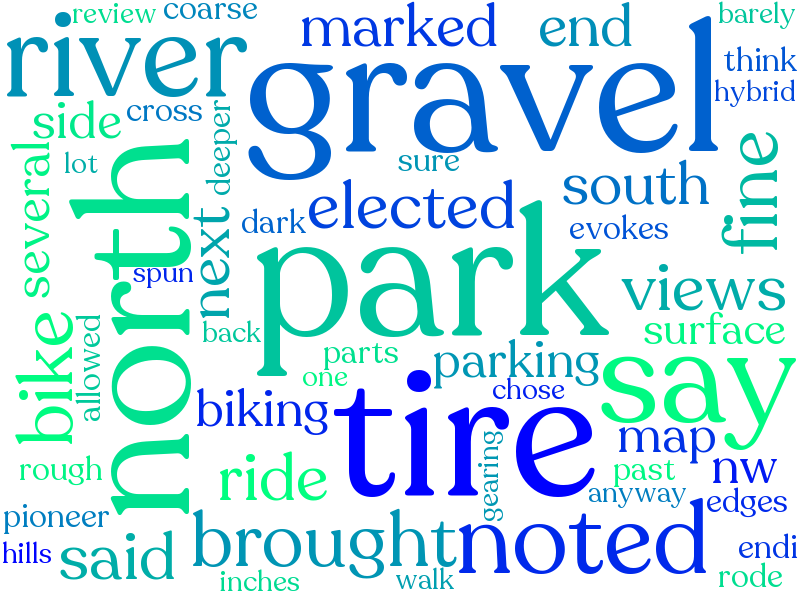 review
coarse
barely
river
marked
end
gravel
think
hybrid
side
cross
several
lot
deeper
sure
fine
north
next
dark
elected
south
evokes
spun
park
views
bike
allowed
back
parts
one
parking
surface
biking
tire
chose
say
map
rough
ride
gearing
past
nw
anyway
edges
pioneer
said
brought
noted
hills
inches
walk
endi
rode